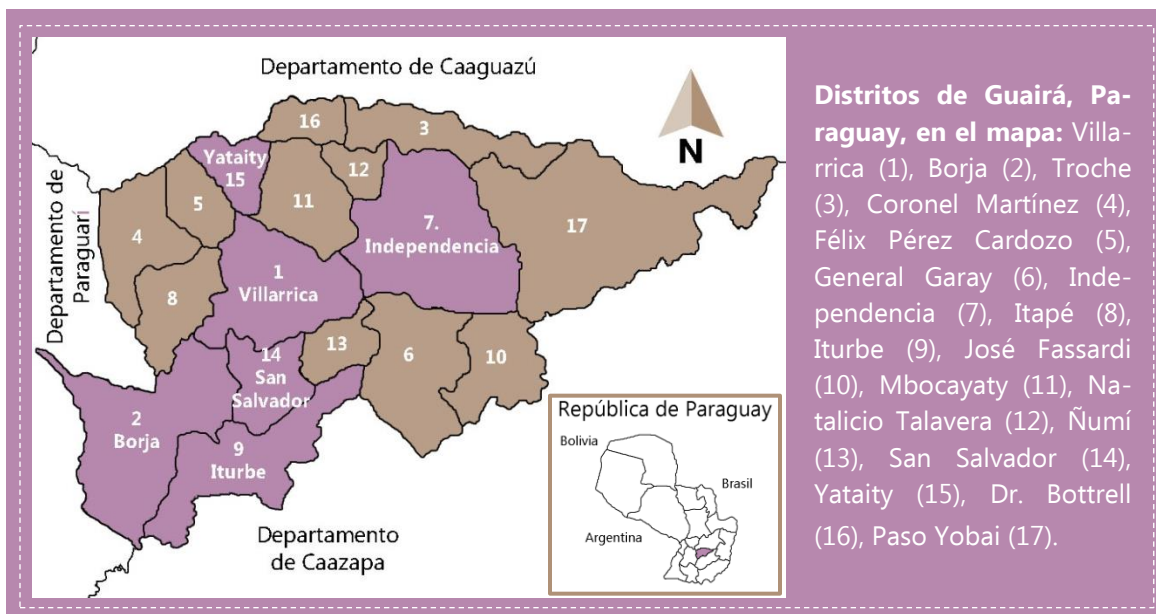 Departamento de Caaguazú
16
3
N
Yataity
15
12
5
11
7.
Independencia
17
Departamento de
Paraguarí
4
8
1
Villarrica
14
San
Salvador
13
6
10
2
Borja
9
Iturbe
Departamento
de Caazapa
República de Paraguay
Bolivia
Brasil
Argentina
Distritos de Guairá, Pa-
raguay, en el mapa: Villa-
rrica (1), Borja (2), Troche
(3), Coronel Martínez (4),
Félix Pérez Cardozo (5),
General Garay (6), Inde-
pendencia (7), Itapé (8),
Iturbe (9), José Fassardi
(10), Mbocayaty (11), Na-
talicio Talavera (12), Ñumí
(13), San Salvador (14),
Yataity (15), Dr. Bottrell
(16), Paso Yobai (17).